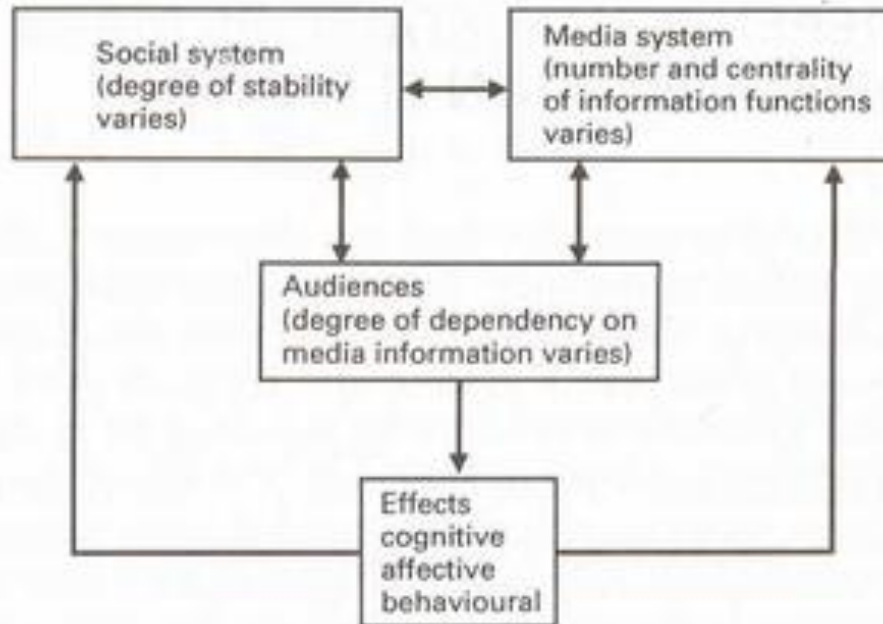 Social system
(degree of stability
varies)
Media system
(number and centrality
of information functions
varies)
Audiences
(degree of dependency on
media information varies)
Effects
cognitive
affective
behavioural